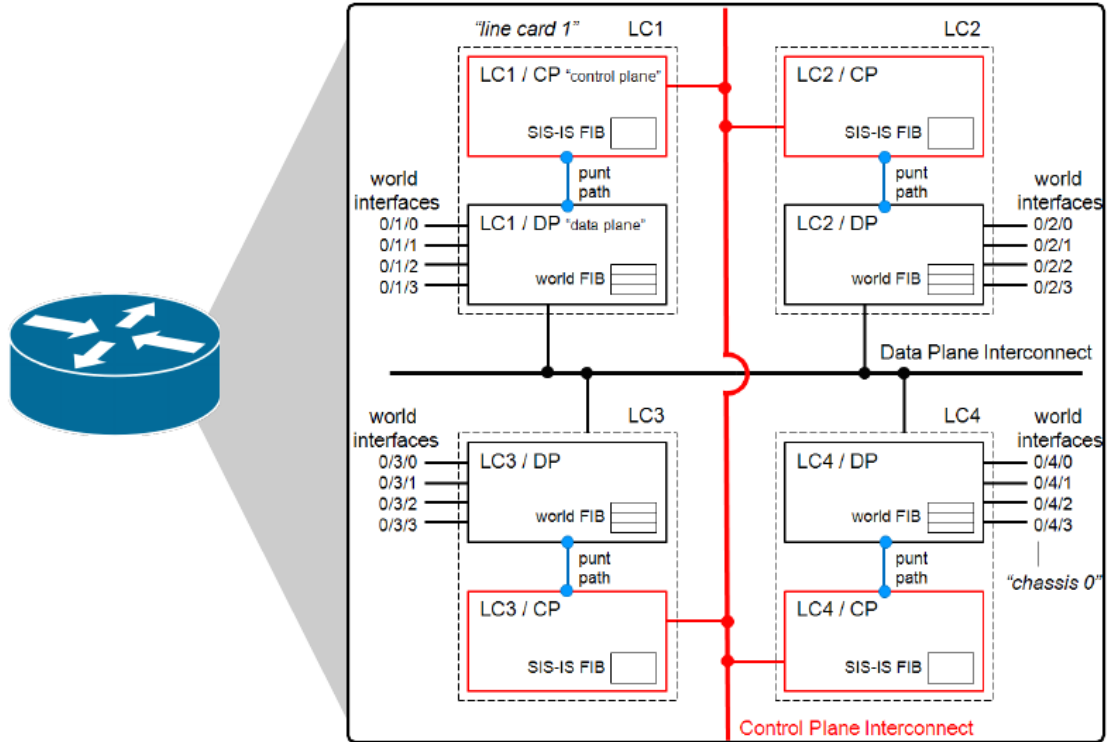 “line card 1”
LC1
LC1 / CP “control plane”
SIS-IS FIB
punt
path
world
interfaces
0/1/0
0/1/1
0/1/2
0/1/3
LC1 / DP “data plane”
world FIB
LC2
LC2 / CP
SIS-IS FIB
punt
path
LC2 / DP
world FIB
world
interfaces
0/2/0
0/2/1
0/2/2
0/2/3
Data Plane Interconnect
world
interfaces
0/3/0
0/3/1
0/3/2
0/3/3
LC3
LC3 / DP
world FIB
punt
path
LC3 / CP
SIS-IS FIB
LC4
LC4 / DP
world FIB
world
interfaces
0/4/0
0/4/1
0/4/2
0/4/3
“chassis 0”
punt
path
LC4 / CP
SIS-IS FIB
Control Plane Interconnect